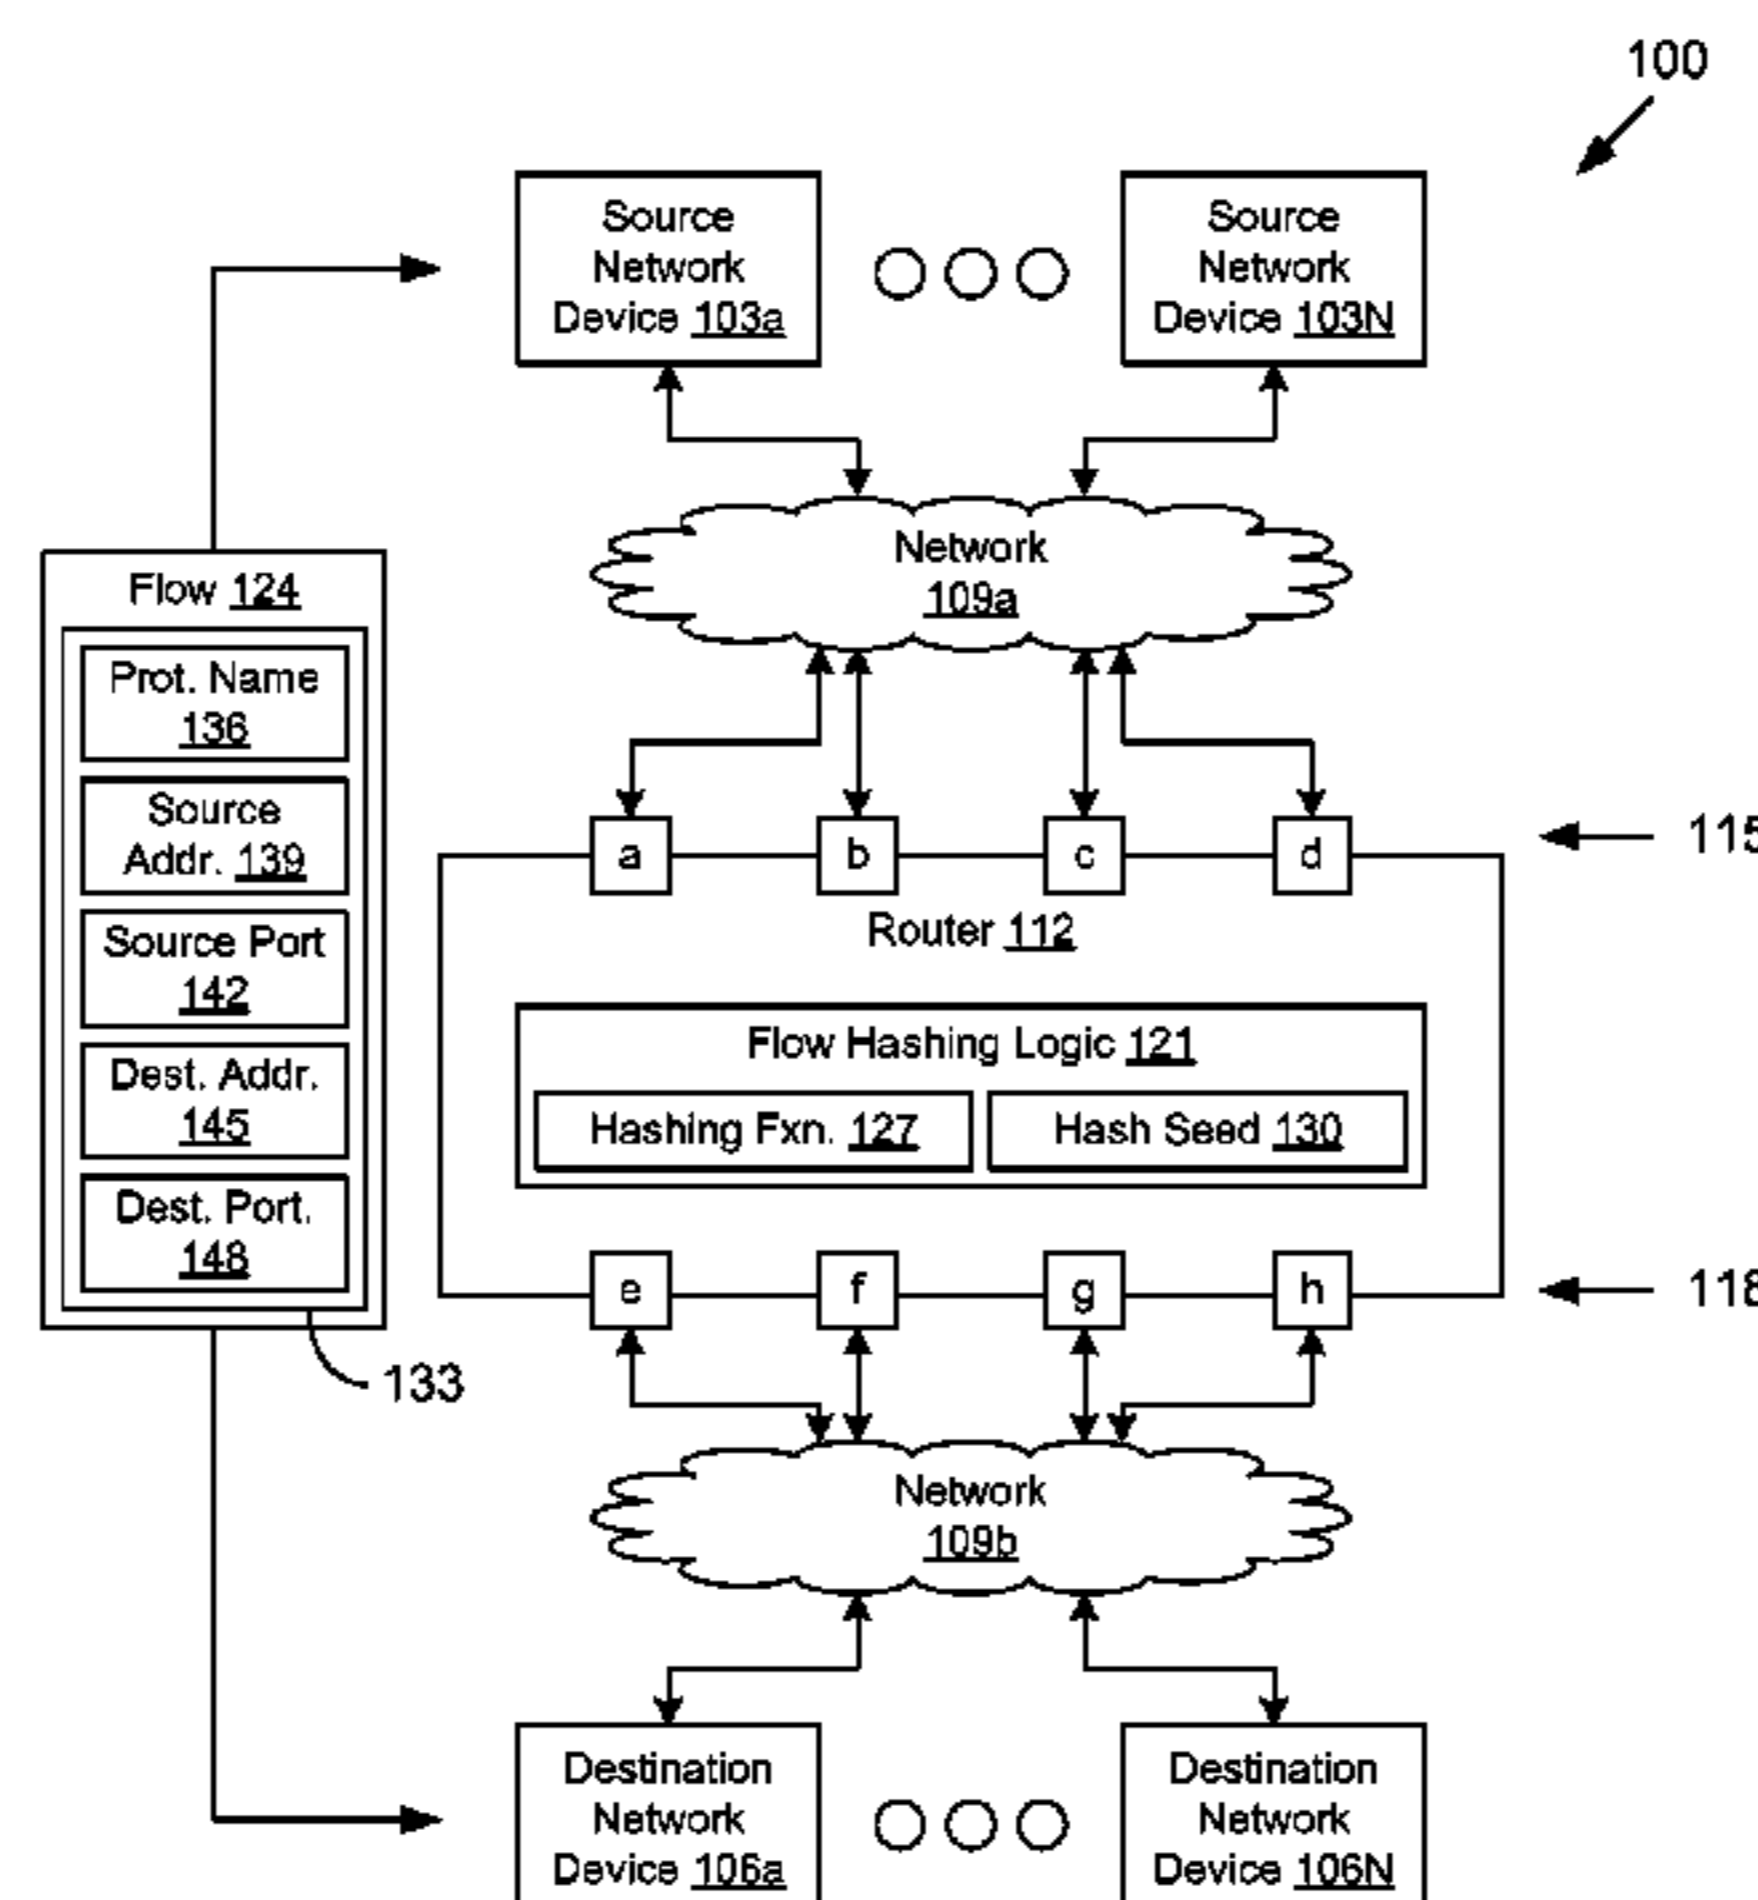 100
Source
Network
Device 103a
Source
Network
Device 103N
Network
109a
Flow 124
Prot. Name
136
Source
Addr. 139
Source Port
142
Dest. Addr.
145
Dest. Port.
148
133
a
b
c
d
115
Router 112
Flow Hashing Logic 121
Hashing Fxn. 127
Hash Seed 130
e
f
g
h
118
Network
109b
Destination
Network
Device 106a
Destination
Network
Device 106N